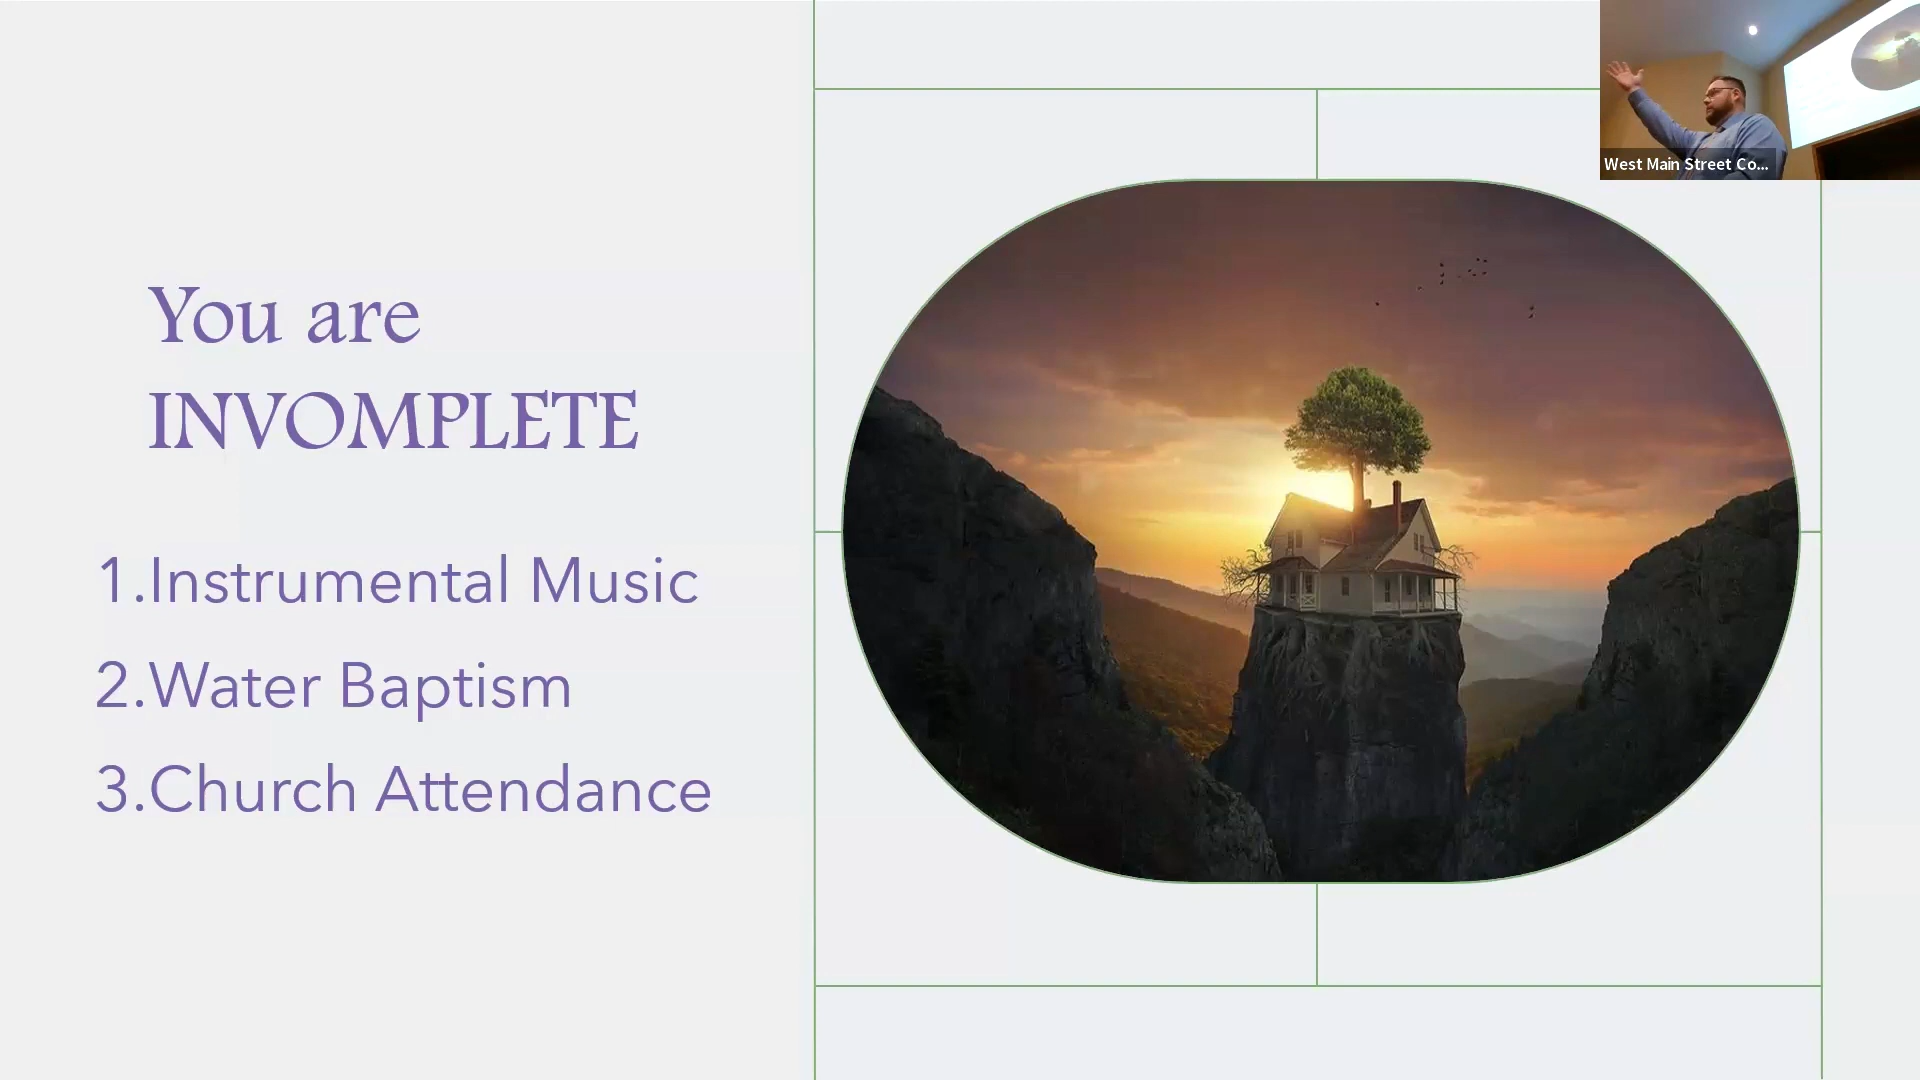 West Main Street Co...
You are
INVOMPLETE
1.Instrumental Music
2.Water Baptism
3.Church Attendance